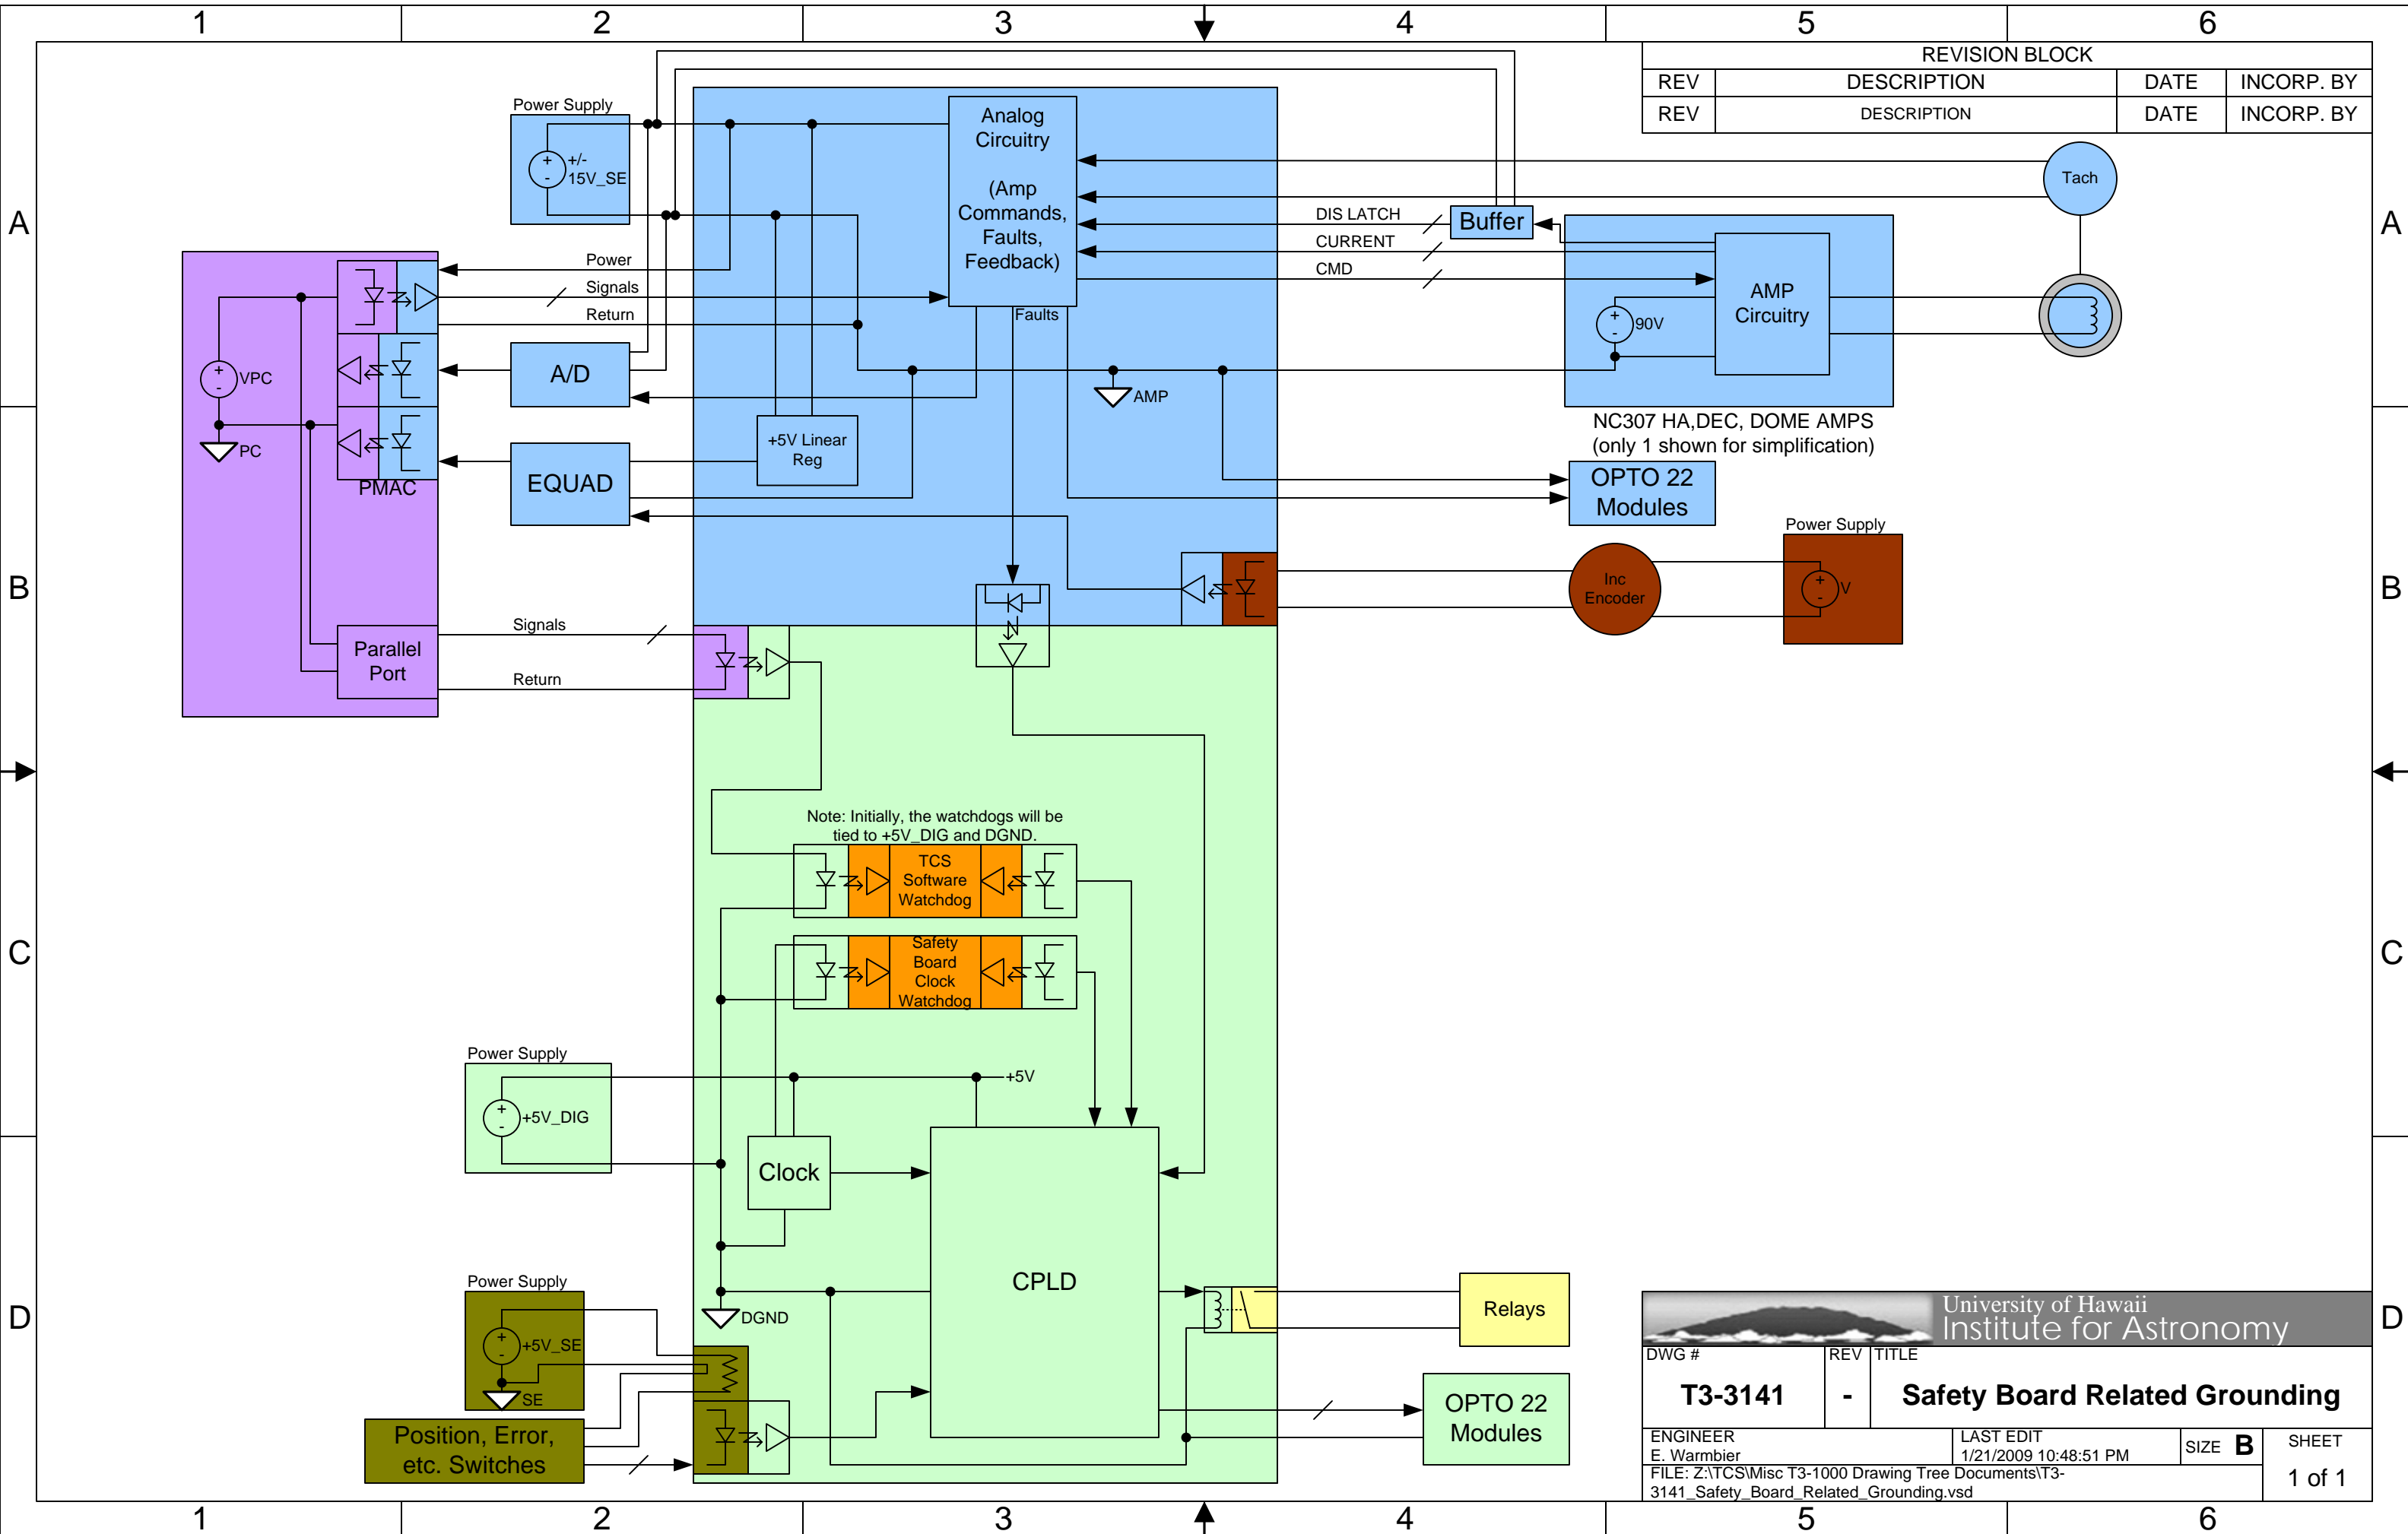 1 2 3 4 5 6
REVISION BLOCK
REV DESCRIPTION DATE INCORP. BY
REV DESCRIPTION DATE INCORP. BY
A
A
Power Supply
+/-
15V_SE
+
-
Analog
Circuitry
(Amp
Commands,
Faults,
Feedback)
Tach
DIS LATCH
Buffer
CURRENT
CMD
AMP
Circuitry
+
-
90V
Power
Signals
Return
Faults
+
-
VPC
PC
PMAC
A/D
AMP
+5V Linear
Reg
EQUAD
NC307 HA,DEC, DOME AMPS
(only 1 shown for simplification)
OPTO 22
Modules
B
B
Inc
Encoder
Power Supply
+
-
V
Parallel
Port
Signals
Return
Note: Initially, the watchdogs will be
tied to +5V_DIG and DGND.
TCS
Software
Watchdog
C
C
Safety
Board
Clock
Watchdog
Power Supply
+
-
+5V_DIG
+5V
Clock
CPLD
DGND
D
D
Power Supply
+
-
+5V_SE
SE
Position, Error,
etc. Switches
Relays
OPTO 22
Modules
University of Hawaii
Institute for Astronomy
DWG # REV TITLE
T3-3141 - Safety Board Related Grounding
ENGINEER LAST EDIT SIZE B SHEET
E. Warmbier 1/21/2009 10:48:51 PM
FILE: Z:\TCS\Misc T3-1000 Drawing Tree Documents\T3-
3141_Safety_Board_Related_Grounding.vsd
1 of 1
1 2 3 4 5 6